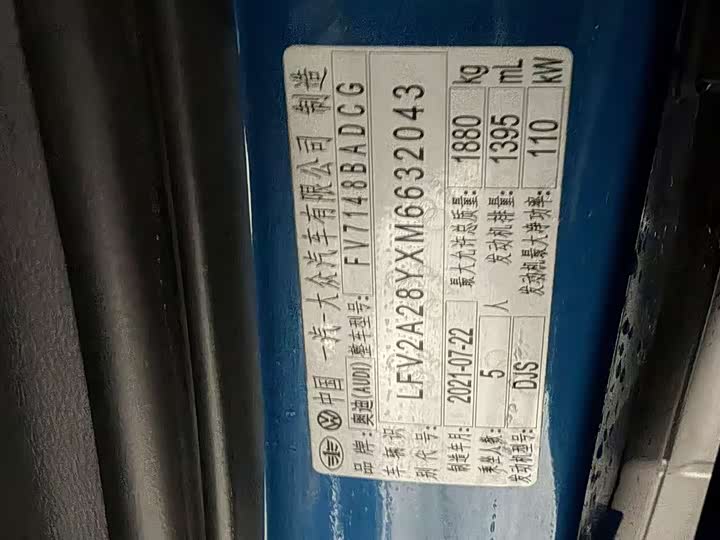 中国 一汽-大众汽车有限公司 制造
品牌: 奥迪(AUDI) 整车型号: FV7148BADCG
车辆识别代号: LFV2A28YXM6632043
制造年月: 2021-07-22 最大允许总质量: 1880 kg
乘坐人数: 5 人 发动机排量: 1395 mL
发动机型号: DJS 发动机最大净功率: 110 kW